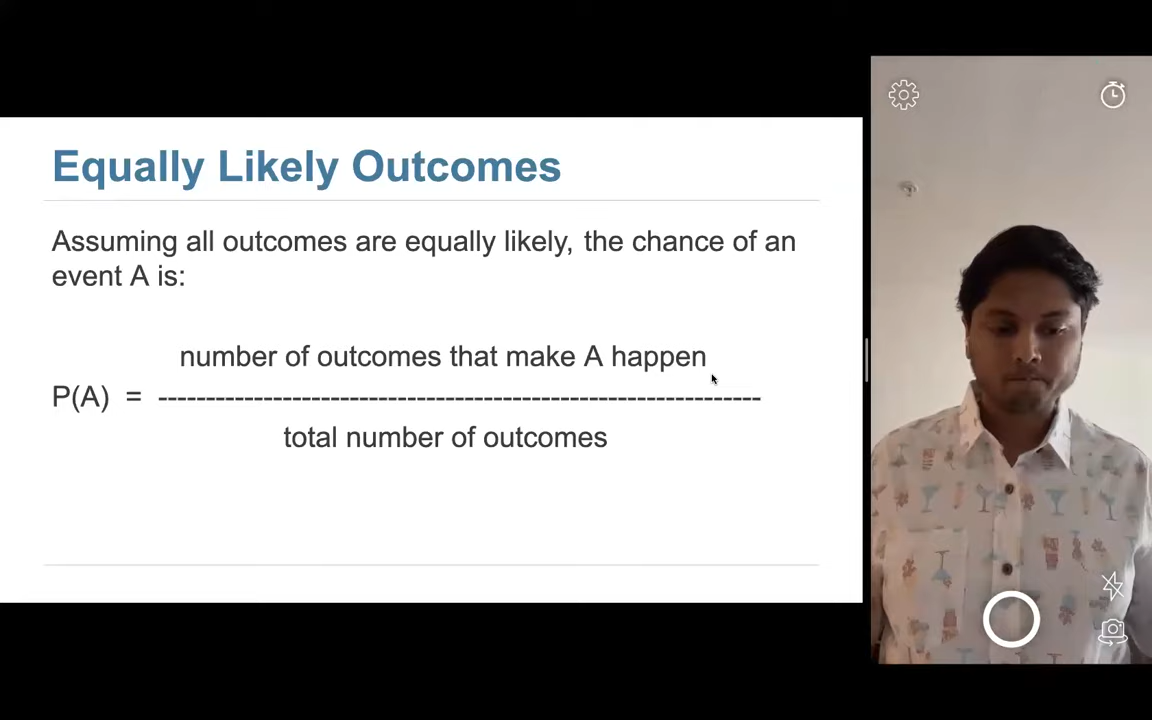 Equally Likely Outcomes
Assuming all outcomes are equally likely, the chance of an
event A is:
number of outcomes that make A happen
P(A) = ----------------------------------------------------------------
total number of outcomes